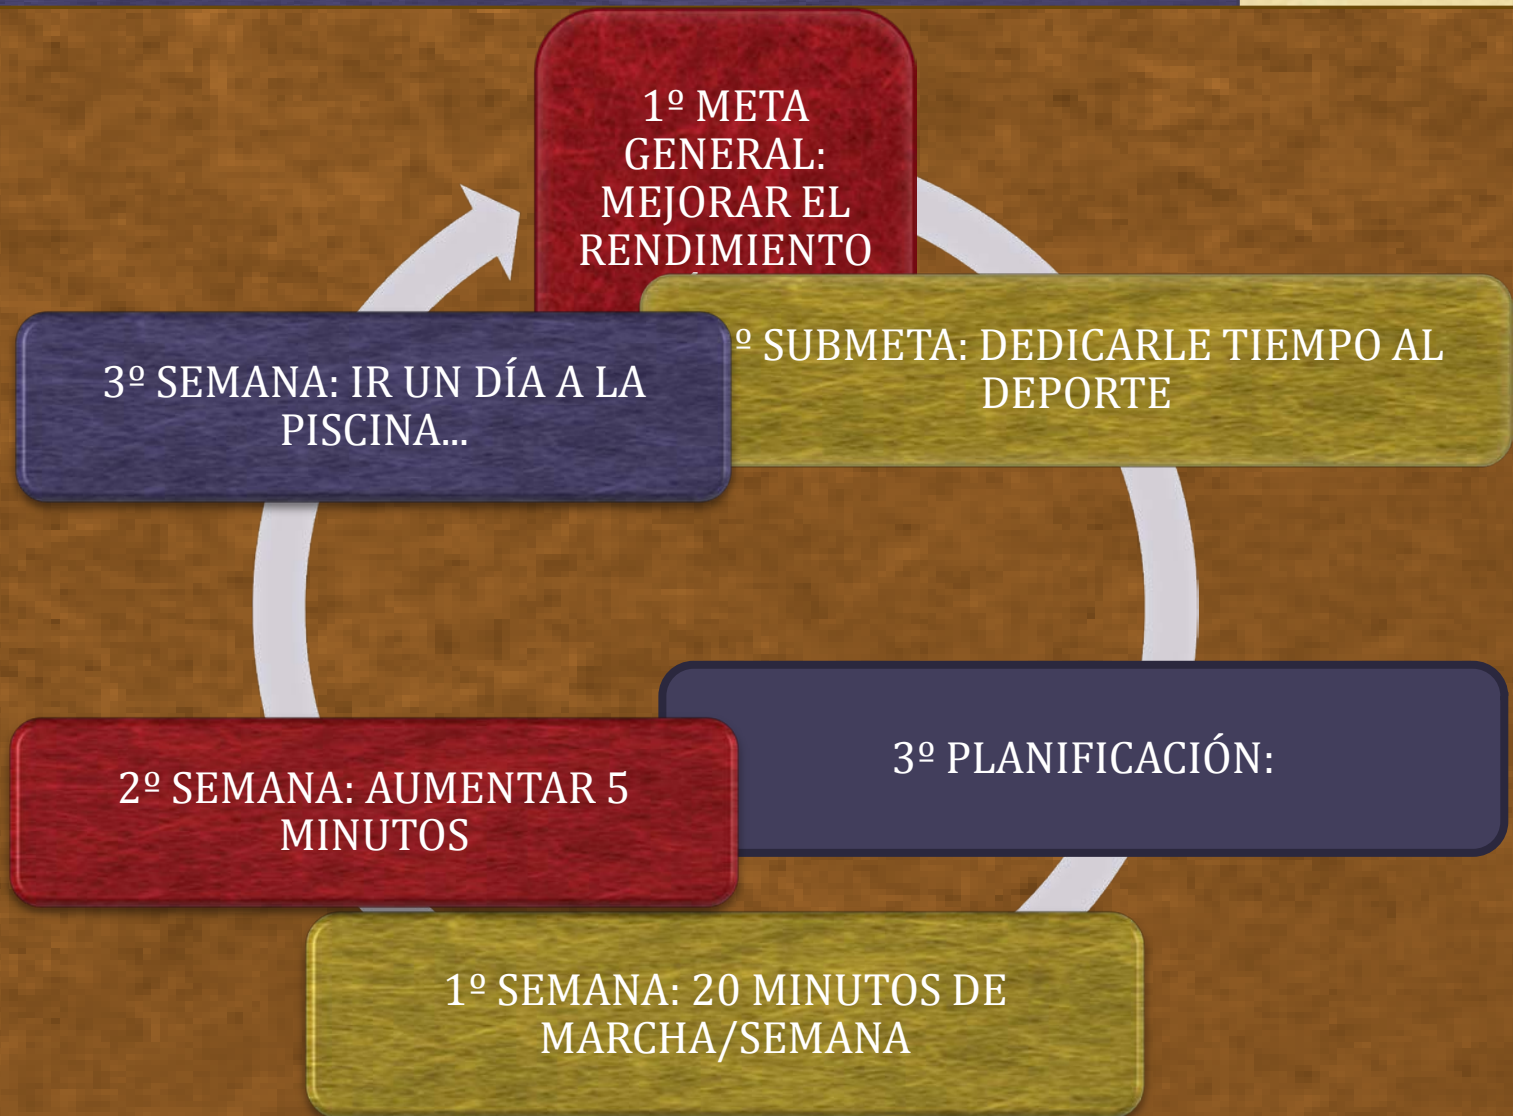 1º META
GENERAL:
MEJORAR EL
RENDIMIENTO
º SUBMETA: DEDICARLE TIEMPO AL
DEPORTE
3º PLANIFICACIÓN:
1º SEMANA: 20 MINUTOS DE
MARCHA/SEMANA
2º SEMANA: AUMENTAR 5
MINUTOS
3º SEMANA: IR UN DÍA A LA
PISCINA...